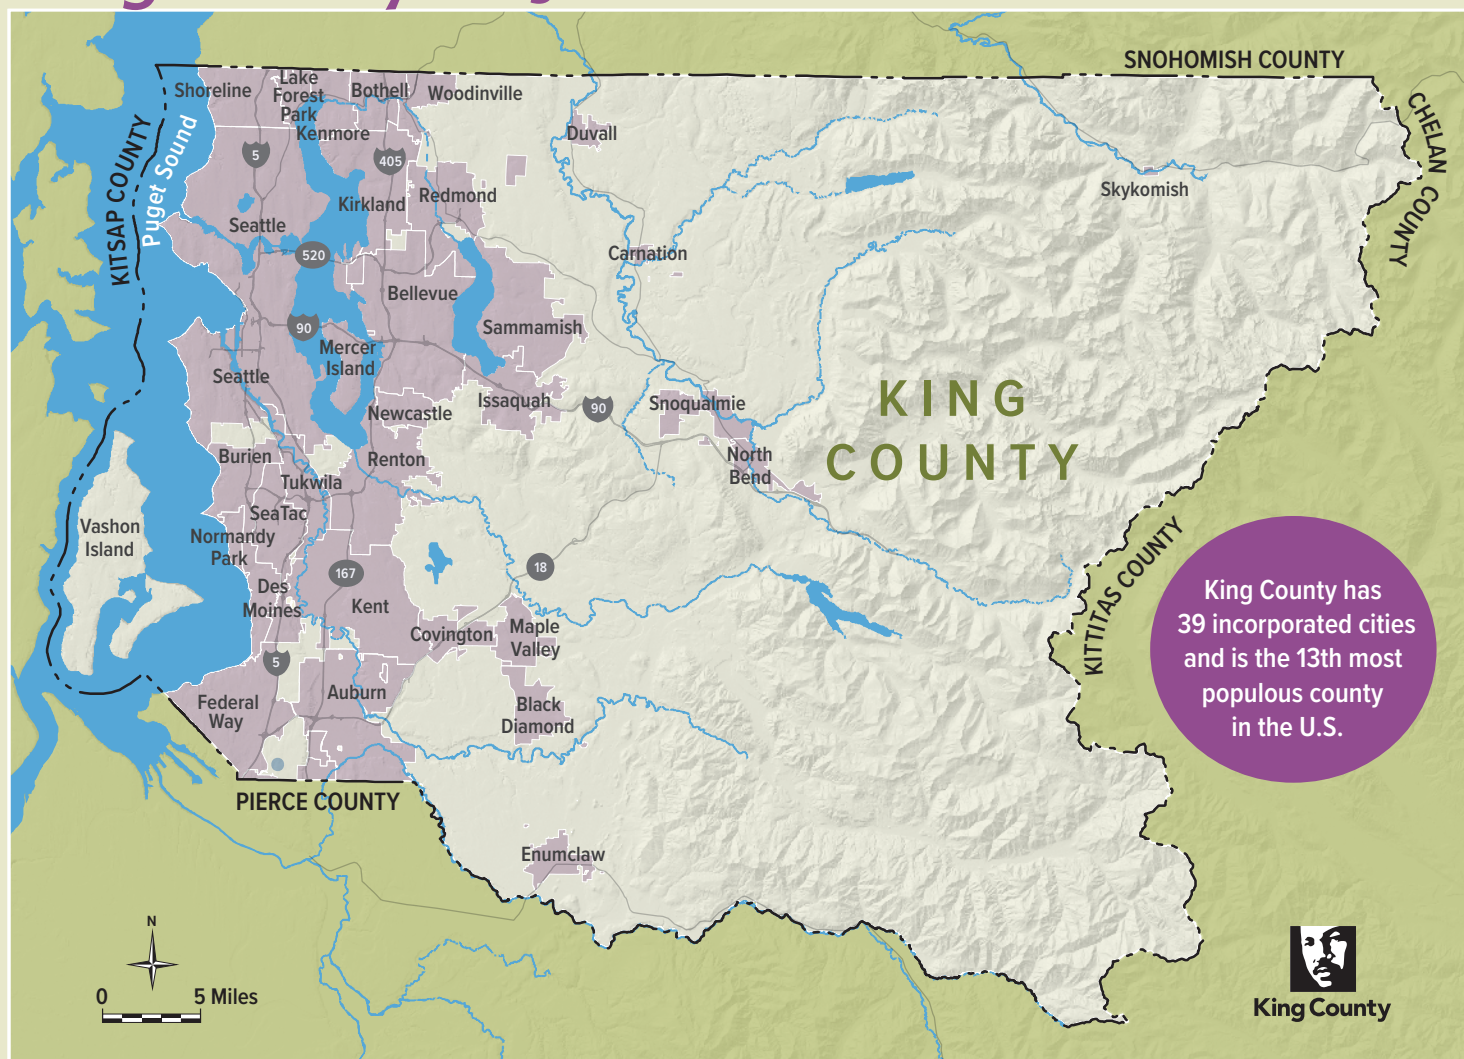 SNOHOMISH COUNTY
CHELAN COUNTY
KITSAP COUNTY
Puget Sound
Shoreline
Lake
Forest
Park
Bothell
Woodinville
Kenmore
Duvall
5
405
Skykomish
Redmond
Kirkland
Seattle
520
Carnation
Bellevue
90
Sammamish
Mercer
Island
Seattle
KING
COUNTY
Newcastle
Issaquah
90
Snoqualmie
Burien
Renton
North
Bend
Tukwila
SeaTac
Vashon
Island
Normandy
Park
KITTITAS COUNTY
18
167
Des
Moines
Kent
Covington
Maple
Valley
King County has
39 incorporated cities
and is the 13th most
populous county
in the U.S.
5
Auburn
Federal
Way
Black
Diamond
PIERCE COUNTY
Enumclaw
N
0 5 Miles
King County